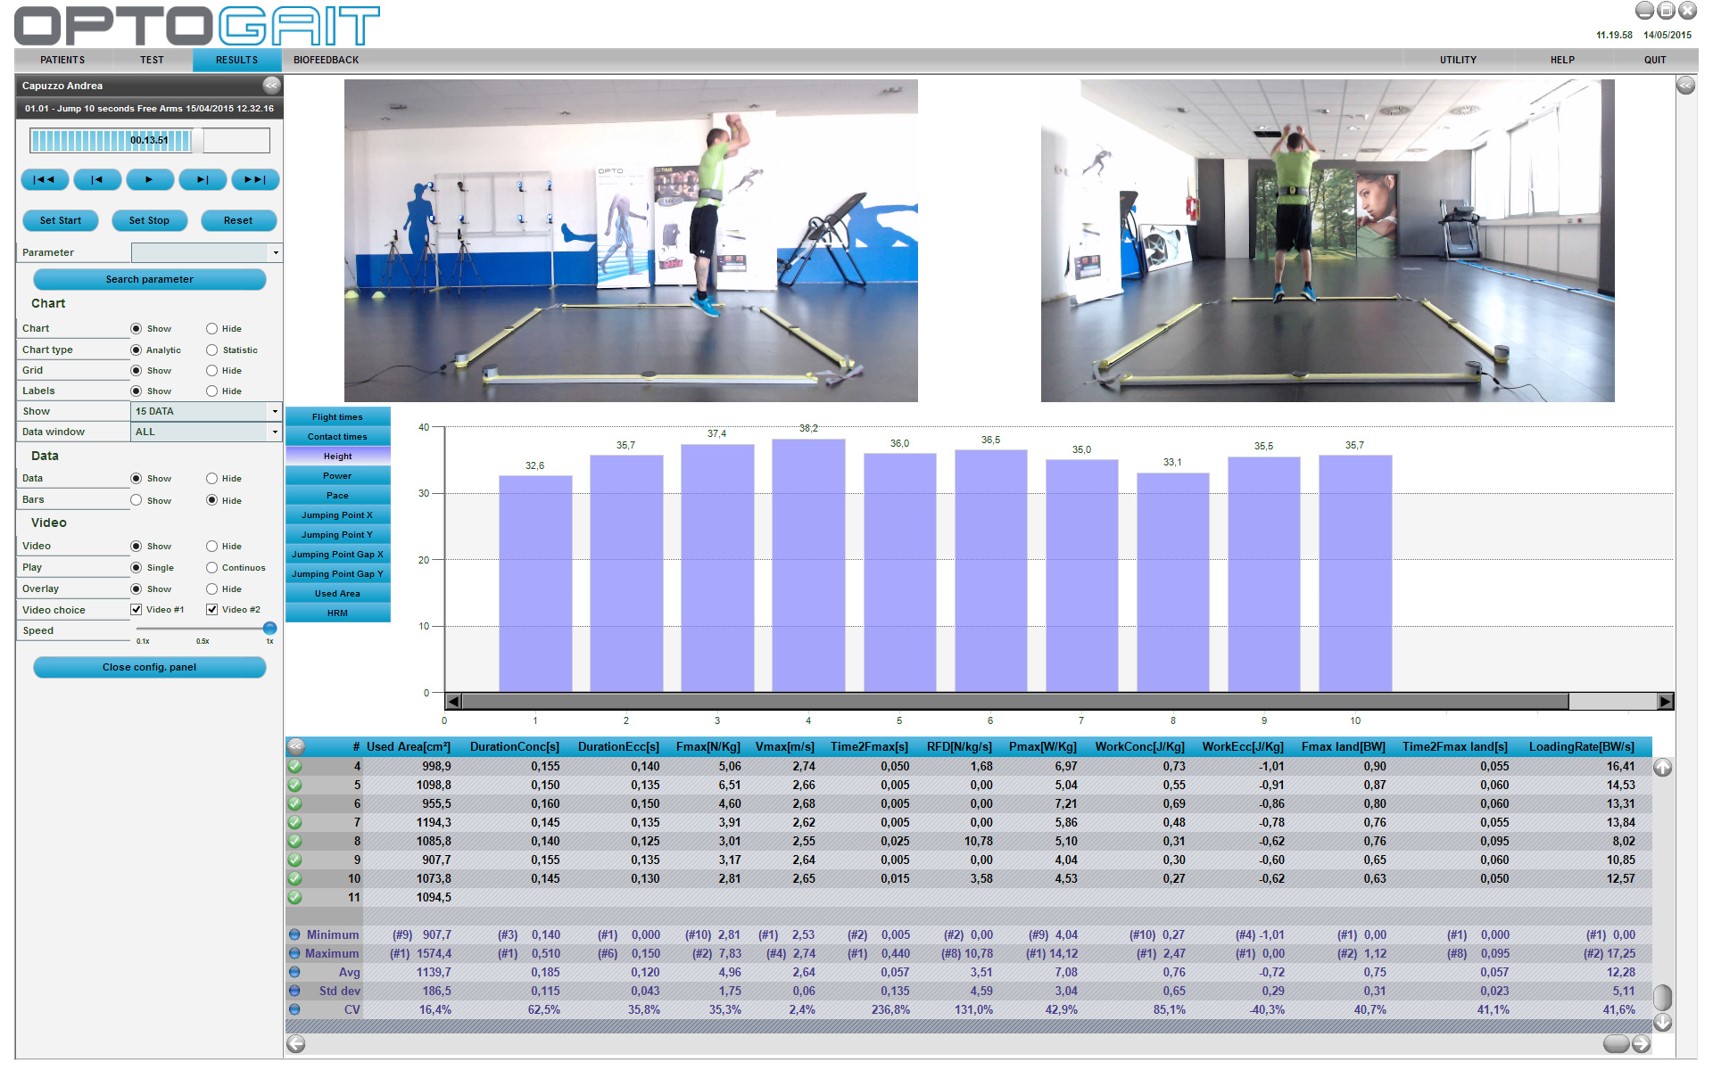 OPTOGAIT
11.19.58 14/05/2015
PATIENTS TEST RESULTS BIOFEEDBACK UTILITY HELP QUIT
Capuzzo Andrea
01.01 - Jump 10 seconds Free Arms 15/04/2015 12.32.16
00.13.51
Set Start Set Stop Reset
Parameter
Search parameter
Chart
Chart Show Hide
Chart type Analytic Statistic
Grid Show Hide
Labels Show Hide
Show 15 DATA
Data window ALL
Data
Data Show Hide
Bars Show Hide
Video
Video Show Hide
Play Single Continuos
Overlay Show Hide
Video choice Video #1 Video #2
Speed
0.1x 0.5x 1x
Close config. panel
OPTO
Flight times
Contact times
Height
Power
Pace
Jumping Point X
Jumping Point Y
Jumping Point Gap X
Jumping Point Gap Y
Used Area
HRM
40
30
20
10
0
32,6 35,7 37,4 38,2 36,0 36,5 35,0 33,1 35,5 35,7
0 1 2 3 4 5 6 7 8 9 10
# Used Area[cm²] DurationConc[s] DurationEcc[s] Fmax[N/Kg] Vmax[m/s] Time2Fmax[s] RFD[N/kg/s] Pmax[W/Kg] WorkConc[J/Kg] WorkEcc[J/Kg] Fmax land[BW] Time2Fmax land[s] LoadingRate[BW/s]
4 998,9 0,155 0,140 5,06 2,74 0,050 1,68 6,97 0,73 -1,01 0,90 0,055 16,41
5 1098,8 0,150 0,135 6,51 2,66 0,005 0,00 5,04 0,55 -0,91 0,87 0,060 14,53
6 955,5 0,160 0,150 4,60 2,68 0,005 0,00 7,21 0,69 -0,86 0,80 0,060 13,31
7 1194,3 0,145 0,135 3,91 2,62 0,005 0,00 5,86 0,48 -0,78 0,76 0,055 13,84
8 1085,8 0,140 0,125 3,01 2,55 0,025 10,78 5,10 0,31 -0,62 0,76 0,095 8,02
9 907,7 0,155 0,135 3,17 2,64 0,005 0,00 4,04 0,30 -0,60 0,65 0,060 10,85
10 1073,8 0,145 0,130 2,81 2,65 0,015 3,58 4,53 0,27 -0,62 0,63 0,050 12,57
11 1094,5
Minimum (#9) 907,7 (#3) 0,140 (#1) 0,000 (#10) 2,81 (#1) 2,53 (#2) 0,005 (#2) 0,00 (#9) 4,04 (#10) 0,27 (#4) -1,01 (#1) 0,00 (#1) 0,000 (#1) 0,00
Maximum (#1) 1574,4 (#1) 0,510 (#6) 0,150 (#2) 7,83 (#4) 2,74 (#1) 0,440 (#8) 10,78 (#1) 14,12 (#1) 2,47 (#1) 0,00 (#2) 1,12 (#8) 0,095 (#2) 17,25
Avg 1139,7 0,185 0,120 4,96 2,64 0,057 3,51 7,08 0,76 -0,72 0,75 0,057 12,28
Std dev 186,5 0,115 0,043 1,75 0,06 0,135 4,59 3,04 0,65 0,29 0,31 0,023 5,11
CV 16,4% 62,5% 35,8% 35,3% 2,4% 236,8% 131,0% 42,9% 85,1% -40,3% 40,7% 41,1% 41,6%